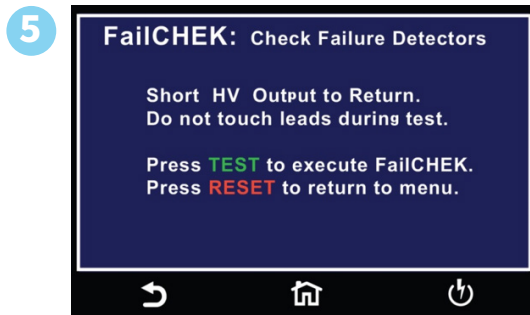 5
FailCHEK: Check Failure Detectors
Short HV Output to Return.
Do not touch leads during test.
Press TEST to execute FailCHEK.
Press RESET to return to menu.